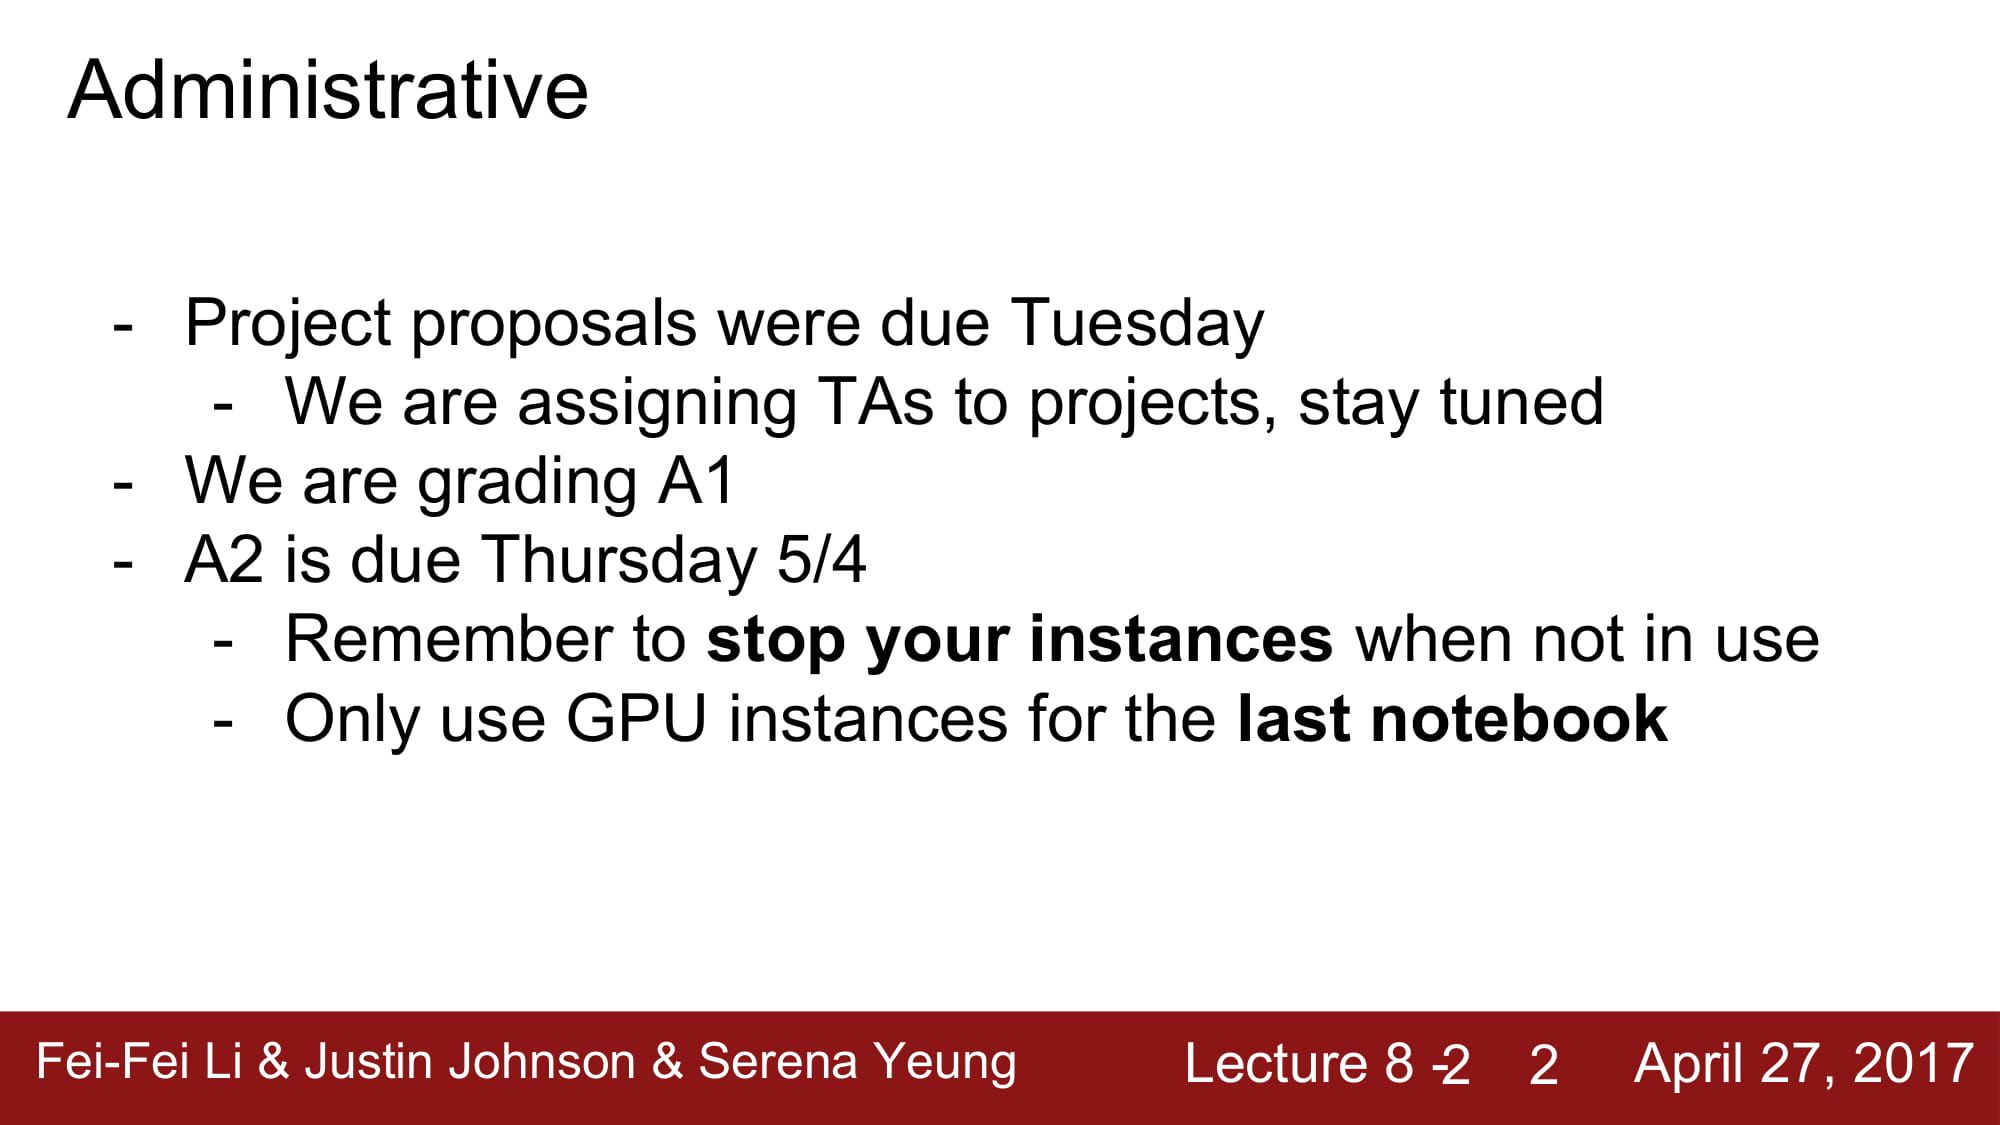 Administrative
- Project proposals were due Tuesday
- We are assigning TAs to projects, stay tuned
- We are grading A1
- A2 is due Thursday 5/4
- Remember to stop your instances when not in use
- Only use GPU instances for the last notebook
Fei-Fei Li & Justin Johnson & Serena Yeung Lecture 8 -2 2 April 27, 2017